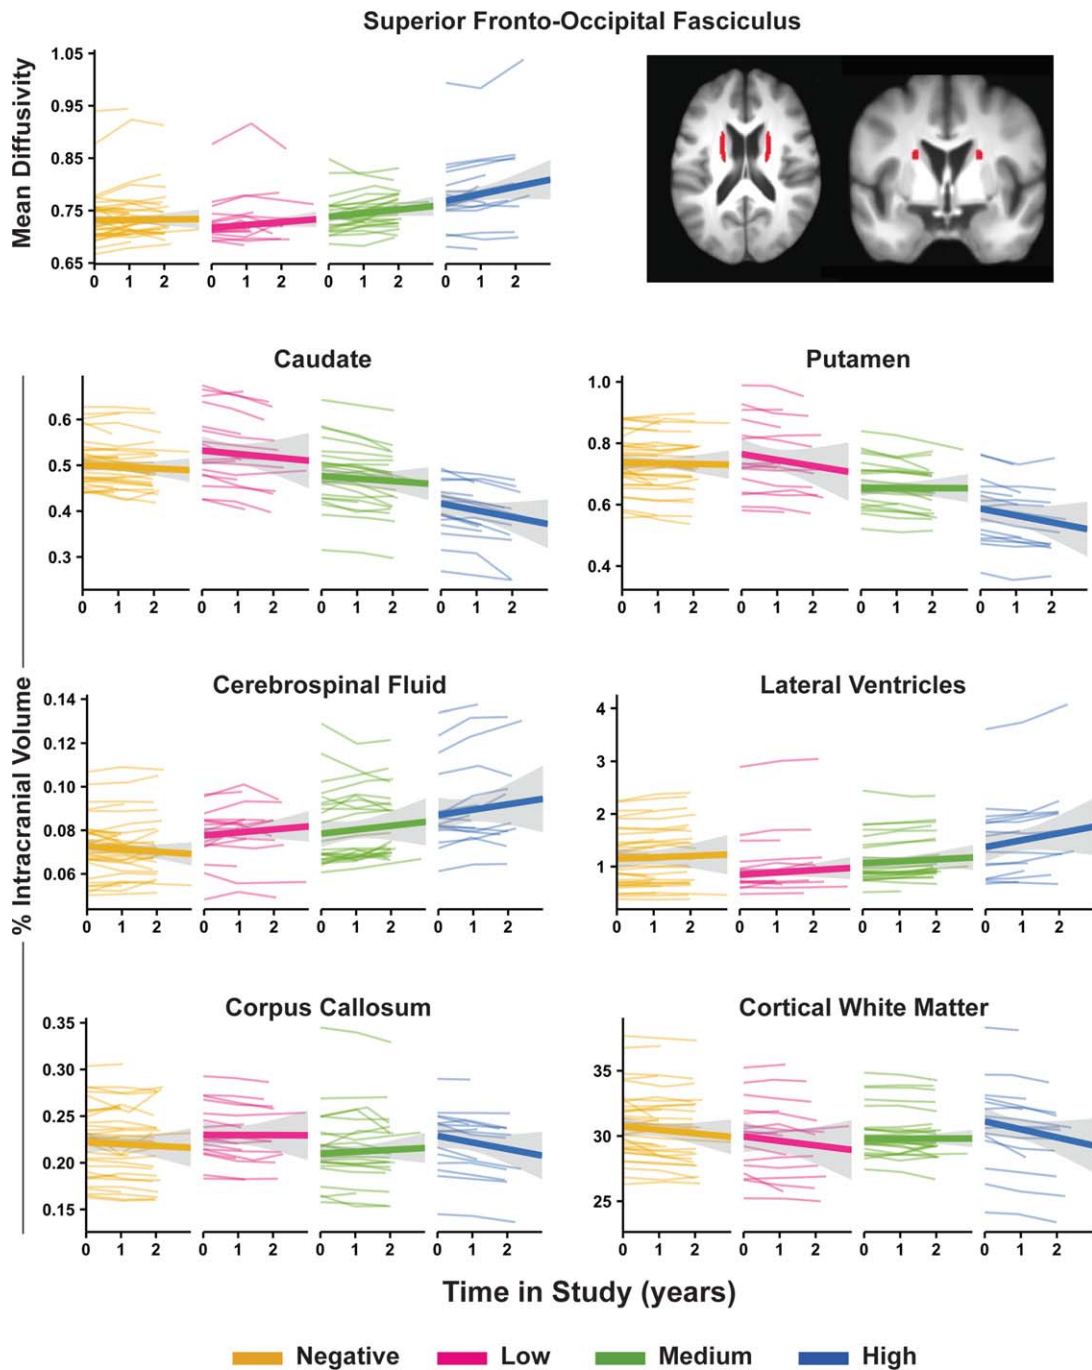 Superior Fronto-Occipital Fasciculus
Mean Diffusivity
1.05
0.95
0.85
0.75
0.65
0 1 2 0 1 2 0 1 2 0 1 2
% Intracranial Volume
Caudate
0.6
0.5
0.4
0.3
0 1 2 0 1 2 0 1 2 0 1 2
Putamen
1.0
0.8
0.6
0.4
0 1 2 0 1 2 0 1 2 0 1 2
Cerebrospinal Fluid
0.14
0.12
0.10
0.08
0.06
0 1 2 0 1 2 0 1 2 0 1 2
Lateral Ventricles
4
3
2
1
0 1 2 0 1 2 0 1 2 0 1 2
Corpus Callosum
0.35
0.30
0.25
0.20
0.15
0 1 2 0 1 2 0 1 2 0 1 2
Cortical White Matter
35
30
25
0 1 2 0 1 2 0 1 2 0 1 2
Time in Study (years)
Negative Low Medium High